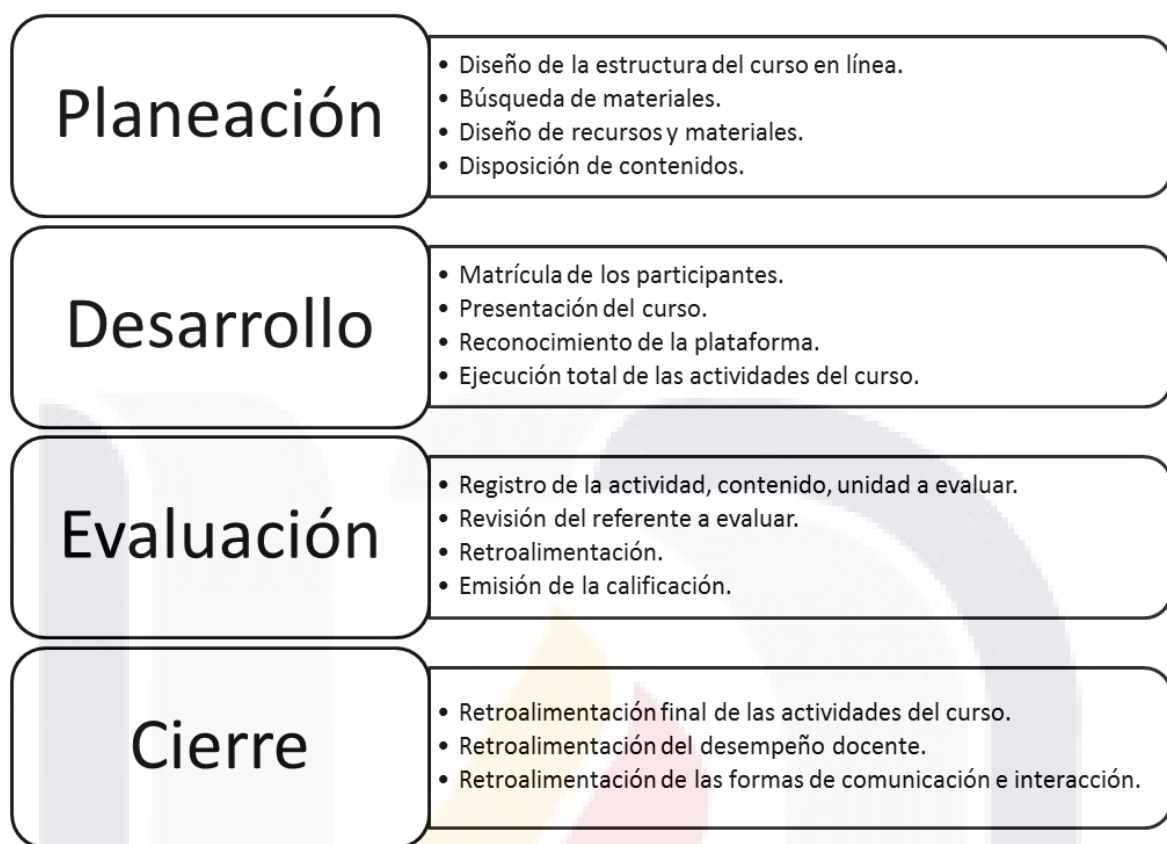 Planeación
• Diseño de la estructura del curso en línea.
• Búsqueda de materiales.
• Diseño de recursos y materiales.
• Disposición de contenidos.
Desarrollo
• Matrícula de los participantes.
• Presentación del curso.
• Reconocimiento de la plataforma.
• Ejecución total de las actividades del curso.
Evaluación
• Registro de la actividad, contenido, unidad a evaluar.
• Revisión del referente a evaluar.
• Retroalimentación.
• Emisión de la calificación.
Cierre
• Retroalimentación final de las actividades del curso.
• Retroalimentación del desempeño docente.
• Retroalimentación de las formas de comunicación e interacción.